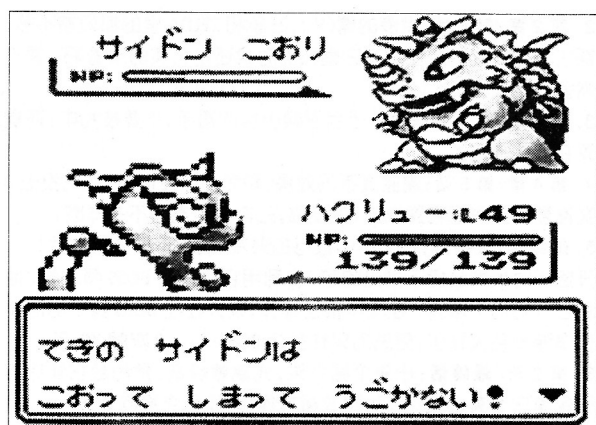 サイドン こおり
HP:
ハクリュー:L49
HP:
139/139
てきの サイドンは
こおって しまって うごかない! ▼